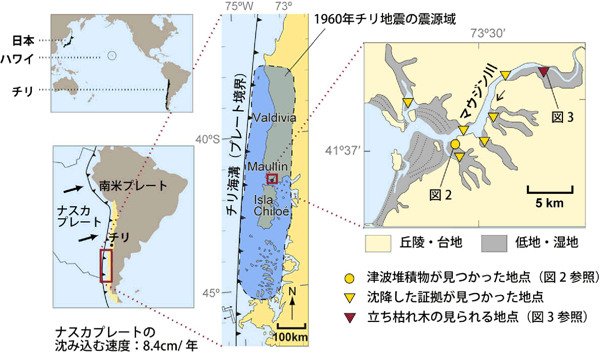 日本
ハワイ
チリ
南米プレート
ナスカ
プレート
チリ
ナスカプレートの
沈み込む速度：8.4cm/年
75°W
73°
1960年チリ地震の震源域
チリ海溝（プレート境界）
Valdivia
40°S
Maullin
Isla
Chiloe
45°
N
100km
73°30'
41°37'
マウジン川
図3
図2
5 km
丘陵・台地
低地・湿地
津波堆積物が見つかった地点（図2参照）
沈降した証拠が見つかった地点
立ち枯れ木の見られる地点（図3参照）